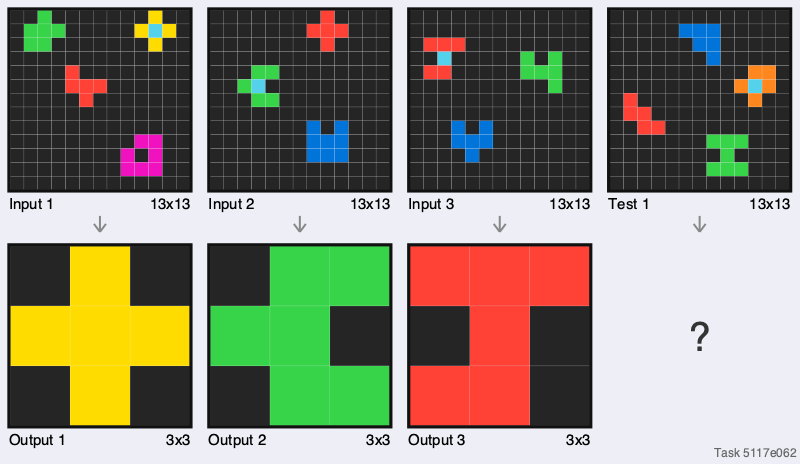 Input 1 13x13
Input 2 13x13
Input 3 13x13
Test 1 13x13
?
Output 1 3x3
Output 2 3x3
Output 3 3x3
Task 5117e062